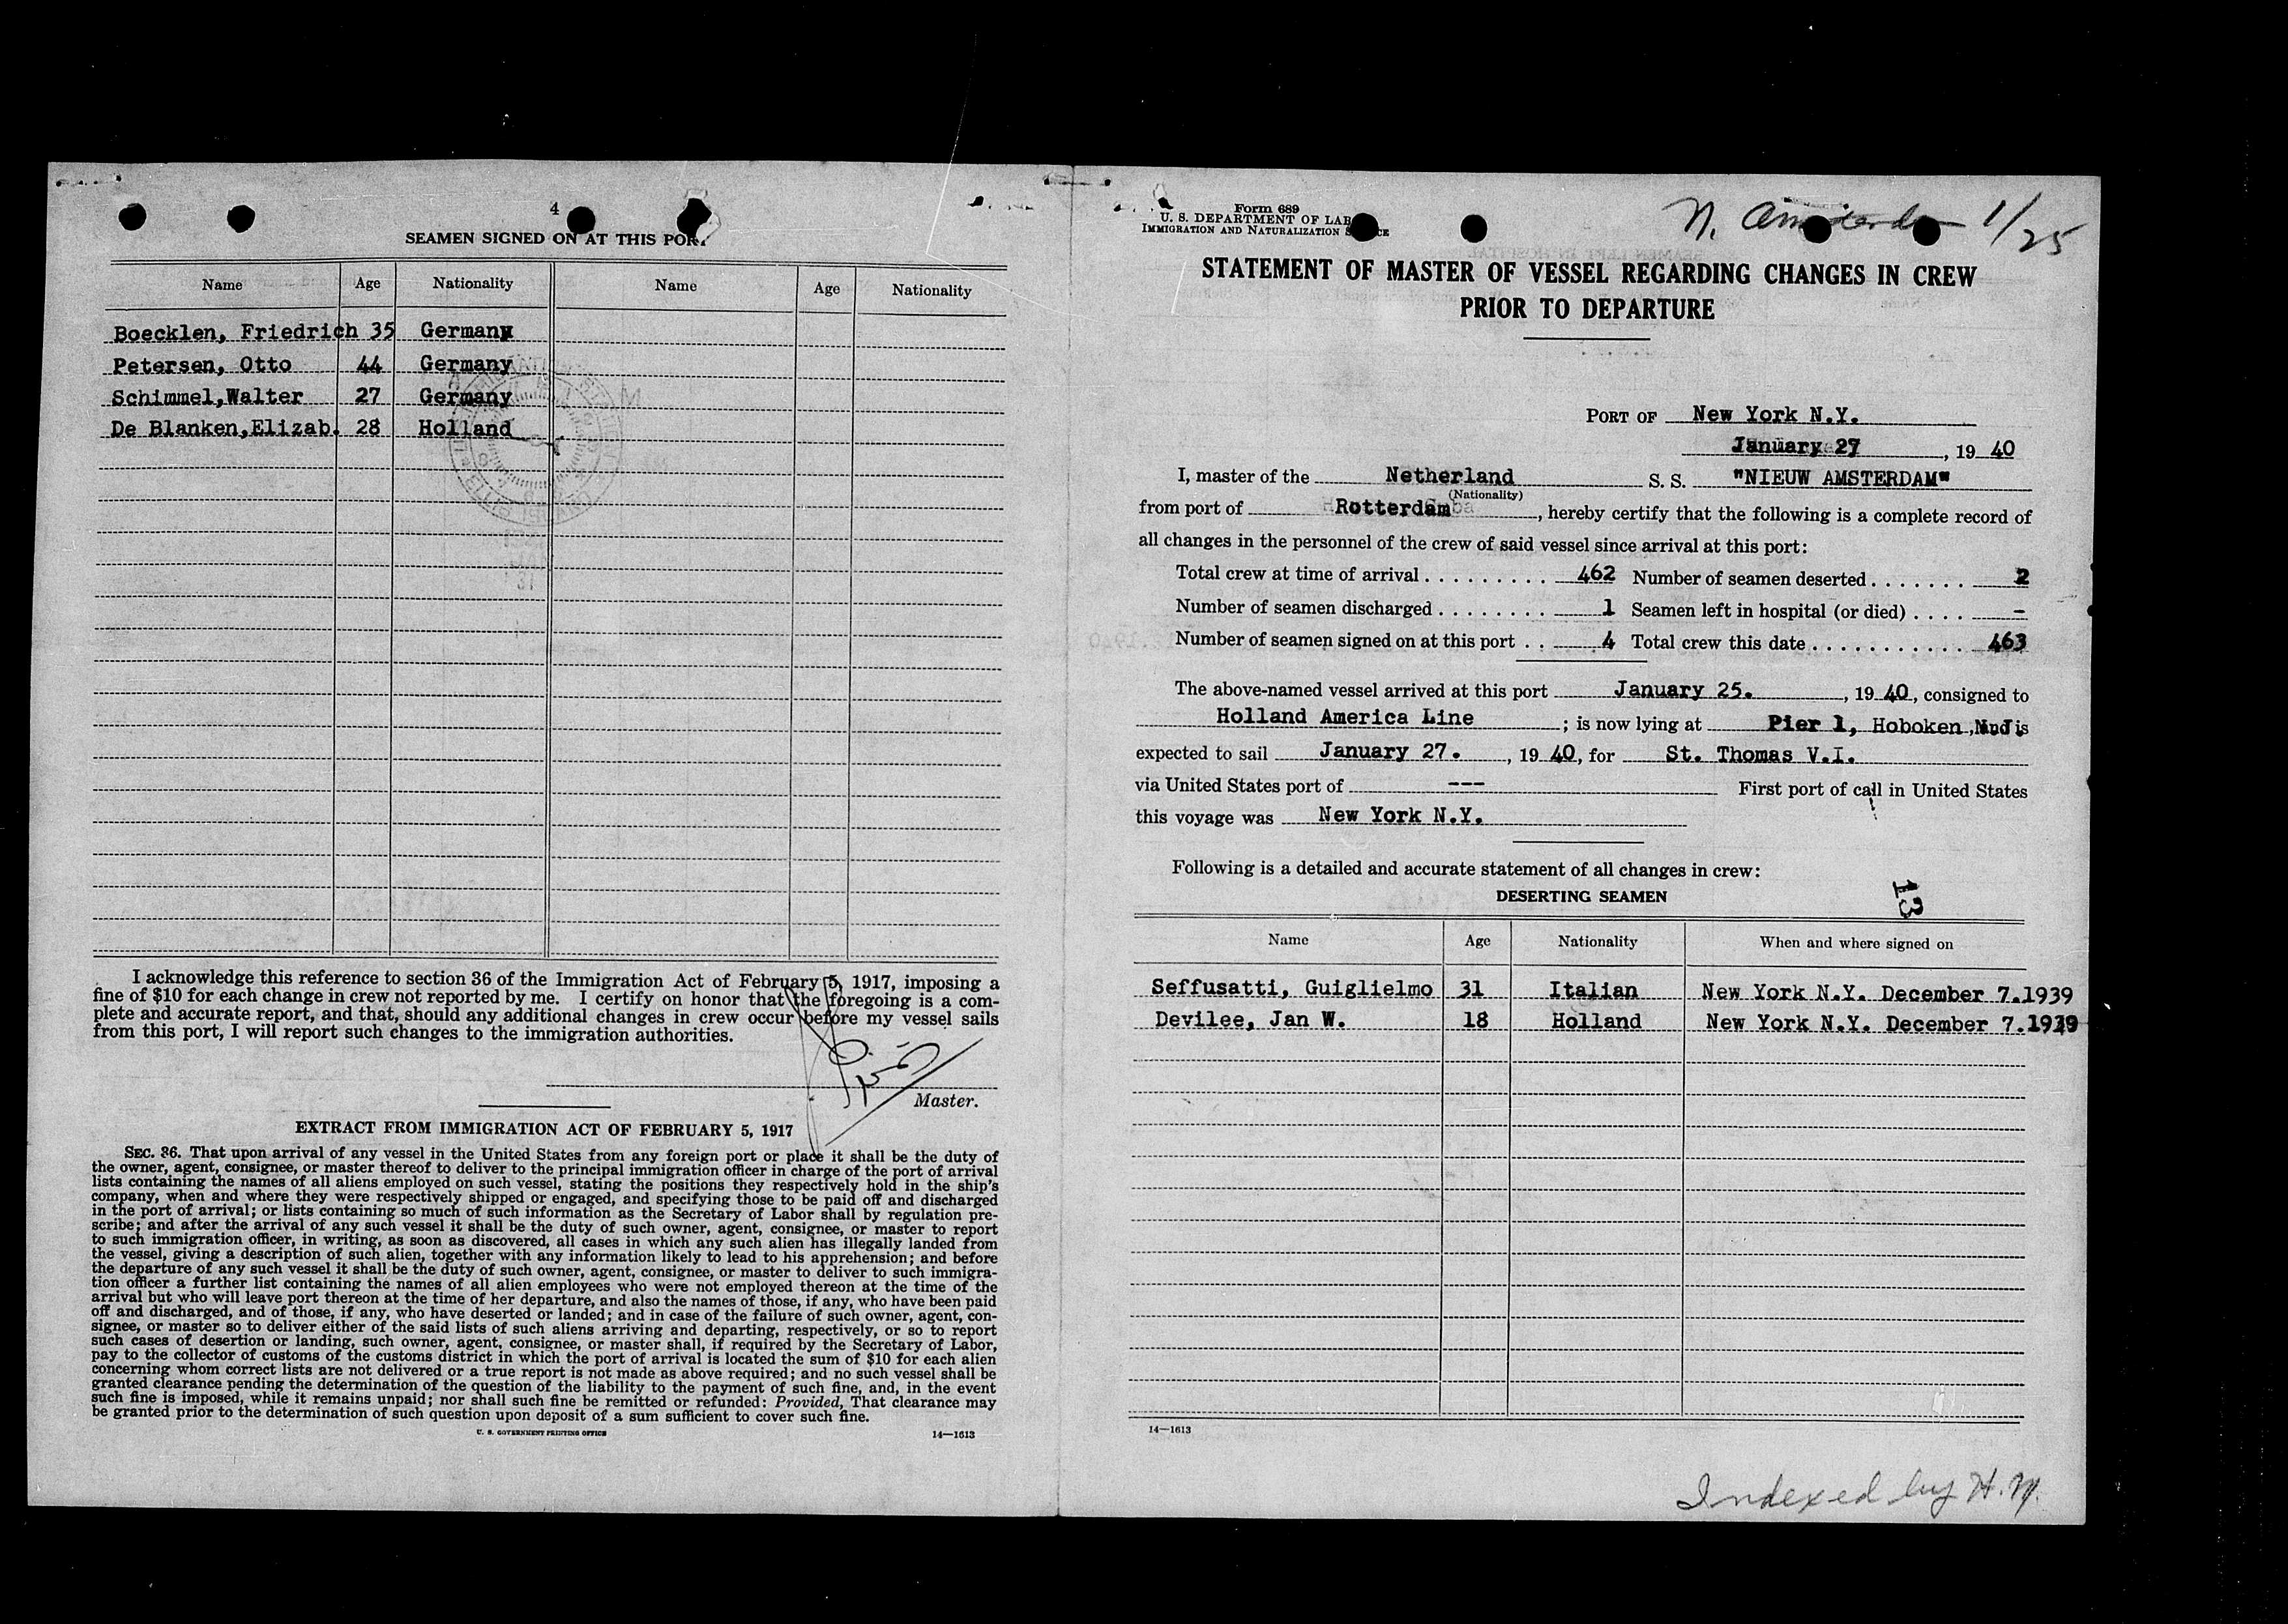 4
SEAMEN SIGNED ON AT THIS PORT
Name Age Nationality Name Age Nationality
Boecklen, Friedrich 35 Germany
Petersen, Otto 44 Germany
Schimmel,Walter 27 Germany
De Blanken,Elizab. 28 Holland
I acknowledge this reference to section 36 of the Immigration Act of February 5, 1917, imposing a
fine of $10 for each change in crew not reported by me. I certify on honor that the foregoing is a com-
plete and accurate report, and that, should any additional changes in crew occur before my vessel sails
from this port, I will report such changes to the immigration authorities.
Master.
EXTRACT FROM IMMIGRATION ACT OF FEBRUARY 5, 1917
SEC. 36. That upon arrival of any vessel in the United States from any foreign port or place it shall be the duty of
the owner, agent, consignee, or master thereof to deliver to the principal immigration officer in charge of the port of arrival
lists containing the names of all aliens employed on such vessel, stating the positions they respectively hold in the ship's
company, when and where they were respectively shipped or engaged, and specifying those to be paid off and discharged
in the port of arrival; or lists containing so much of such information as the Secretary of Labor shall by regulation pre-
scribe; and after the arrival of any such vessel it shall be the duty of such owner, agent, consignee, or master to report
to such immigration officer, in writing, as soon as discovered, all cases in which any such alien has illegally landed from
the vessel, giving a description of such alien, together with any information likely to lead to his apprehension; and before
the departure of any such vessel it shall be the duty of such owner, agent, consignee, or master to deliver to such immigra-
tion officer a further list containing the names of all alien employees who were not employed thereon at the time of the
arrival but who will leave port thereon at the time of her departure, and also the names of those, if any, who have been paid
off and discharged, and of those, if any, who have deserted or landed; and in case of the failure of such owner, agent, con-
signee, or master so to deliver either of the said lists of such aliens arriving and departing, respectively, or so to report
such cases of desertion or landing, such owner, agent, consignee, or master shall, if required by the Secretary of Labor,
pay to the collector of customs of the customs district in which the port of arrival is located the sum of $10 for each alien
concerning whom correct lists are not delivered or a true report is not made as above required; and no such vessel shall be
granted clearance pending the determination of the question of the liability to the payment of such fine, and, in the event
such fine is imposed, while it remains unpaid; nor shall such fine be remitted or refunded: Provided, That clearance may
be granted prior to the determination of such question upon deposit of a sum sufficient to cover such fine.
U. S. GOVERNMENT PRINTING OFFICE 14—1613
Form 689
U. S. DEPARTMENT OF LABOR
IMMIGRATION AND NATURALIZATION SERVICE
N. Amsterdam 1/25
STATEMENT OF MASTER OF VESSEL REGARDING CHANGES IN CREW
PRIOR TO DEPARTURE
PORT OF New York N.Y.
January 27, 1940
I, master of the Netherland S. S. "NIEUW AMSTERDAM"
(Nationality)
from port of Rotterdam, hereby certify that the following is a complete record of
all changes in the personnel of the crew of said vessel since arrival at this port:
Total crew at time of arrival . . . . . . . . . 462 Number of seamen deserted . . . . . . . 2
Number of seamen discharged . . . . . . . . 1 Seamen left in hospital (or died) . . . . -
Number of seamen signed on at this port . . 4 Total crew this date . . . . . . . . . . . 463
The above-named vessel arrived at this port January 25., 1940, consigned to
Holland America Line; is now lying at Pier 1, Hoboken,N.J. and is
expected to sail January 27., 1940, for St. Thomas V.I.
via United States port of --- First port of call in United States
this voyage was New York N.Y.
Following is a detailed and accurate statement of all changes in crew:
DESERTING SEAMEN
13
Name Age Nationality When and where signed on
Seffusatti, Guiglielmo 31 Italian New York N.Y. December 7.1939
Devilee, Jan W. 18 Holland New York N.Y. December 7.1939
14—1613
Indexed by H.M.